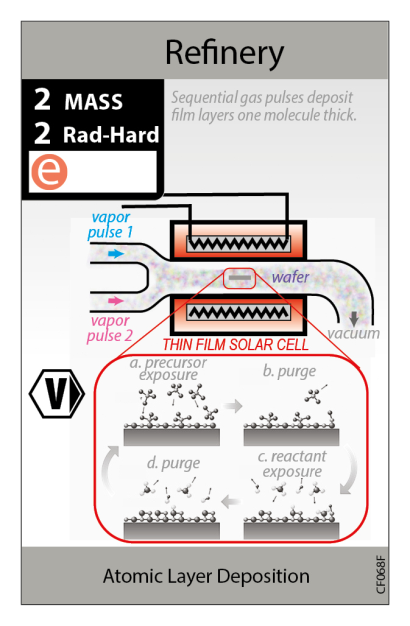 Refinery
2 MASS
2 Rad-Hard
e
Sequential gas pulses deposit
film layers one molecule thick.
vapor
pulse 1
wafer
vapor
pulse 2
vacuum
THIN FILM SOLAR CELL
a. precursor
exposure
b. purge
V
d. purge
c. reactant
exposure
Atomic Layer Deposition
CF068F